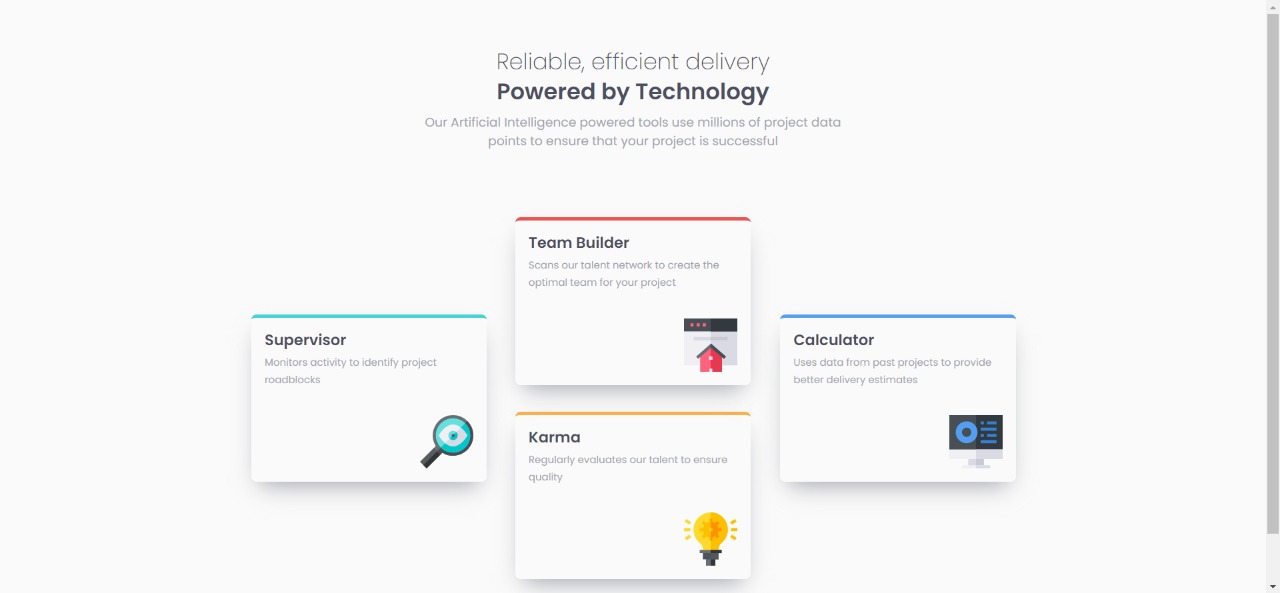 Reliable, efficient delivery
Powered by Technology
Our Artificial Intelligence powered tools use millions of project data
points to ensure that your project is successful
Team Builder
Scans our talent network to create the
optimal team for your project
Supervisor
Monitors activity to identify project
roadblocks
Calculator
Uses data from past projects to provide
better delivery estimates
Karma
Regularly evaluates our talent to ensure
quality